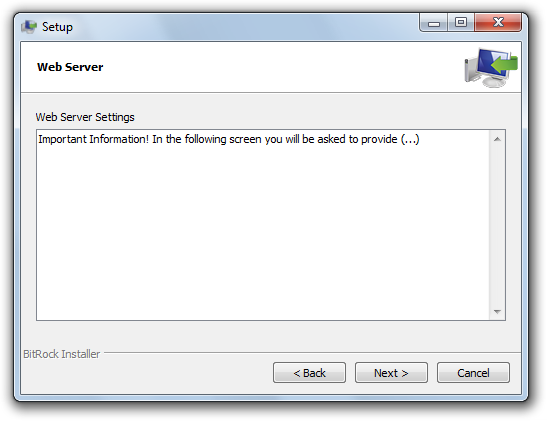 Setup
Web Server
Web Server Settings
Important Information! In the following screen you will be asked to provide (...)
BitRock Installer
< Back
Next >
Cancel